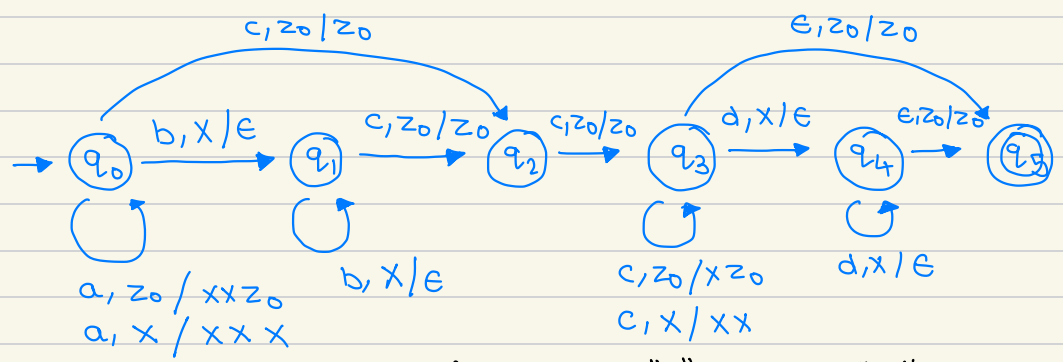 c, z0/z0
ε, z0/z0
b, X/ε
c, z0/z0
c, z0/z0
d, X/ε
ε, z0/z0
q0
q1
q2
q3
q4
q5
a, z0/xxz0
a, X/XXX
b, X/ε
c, z0/xz0
c, X/XX
d, X/ε